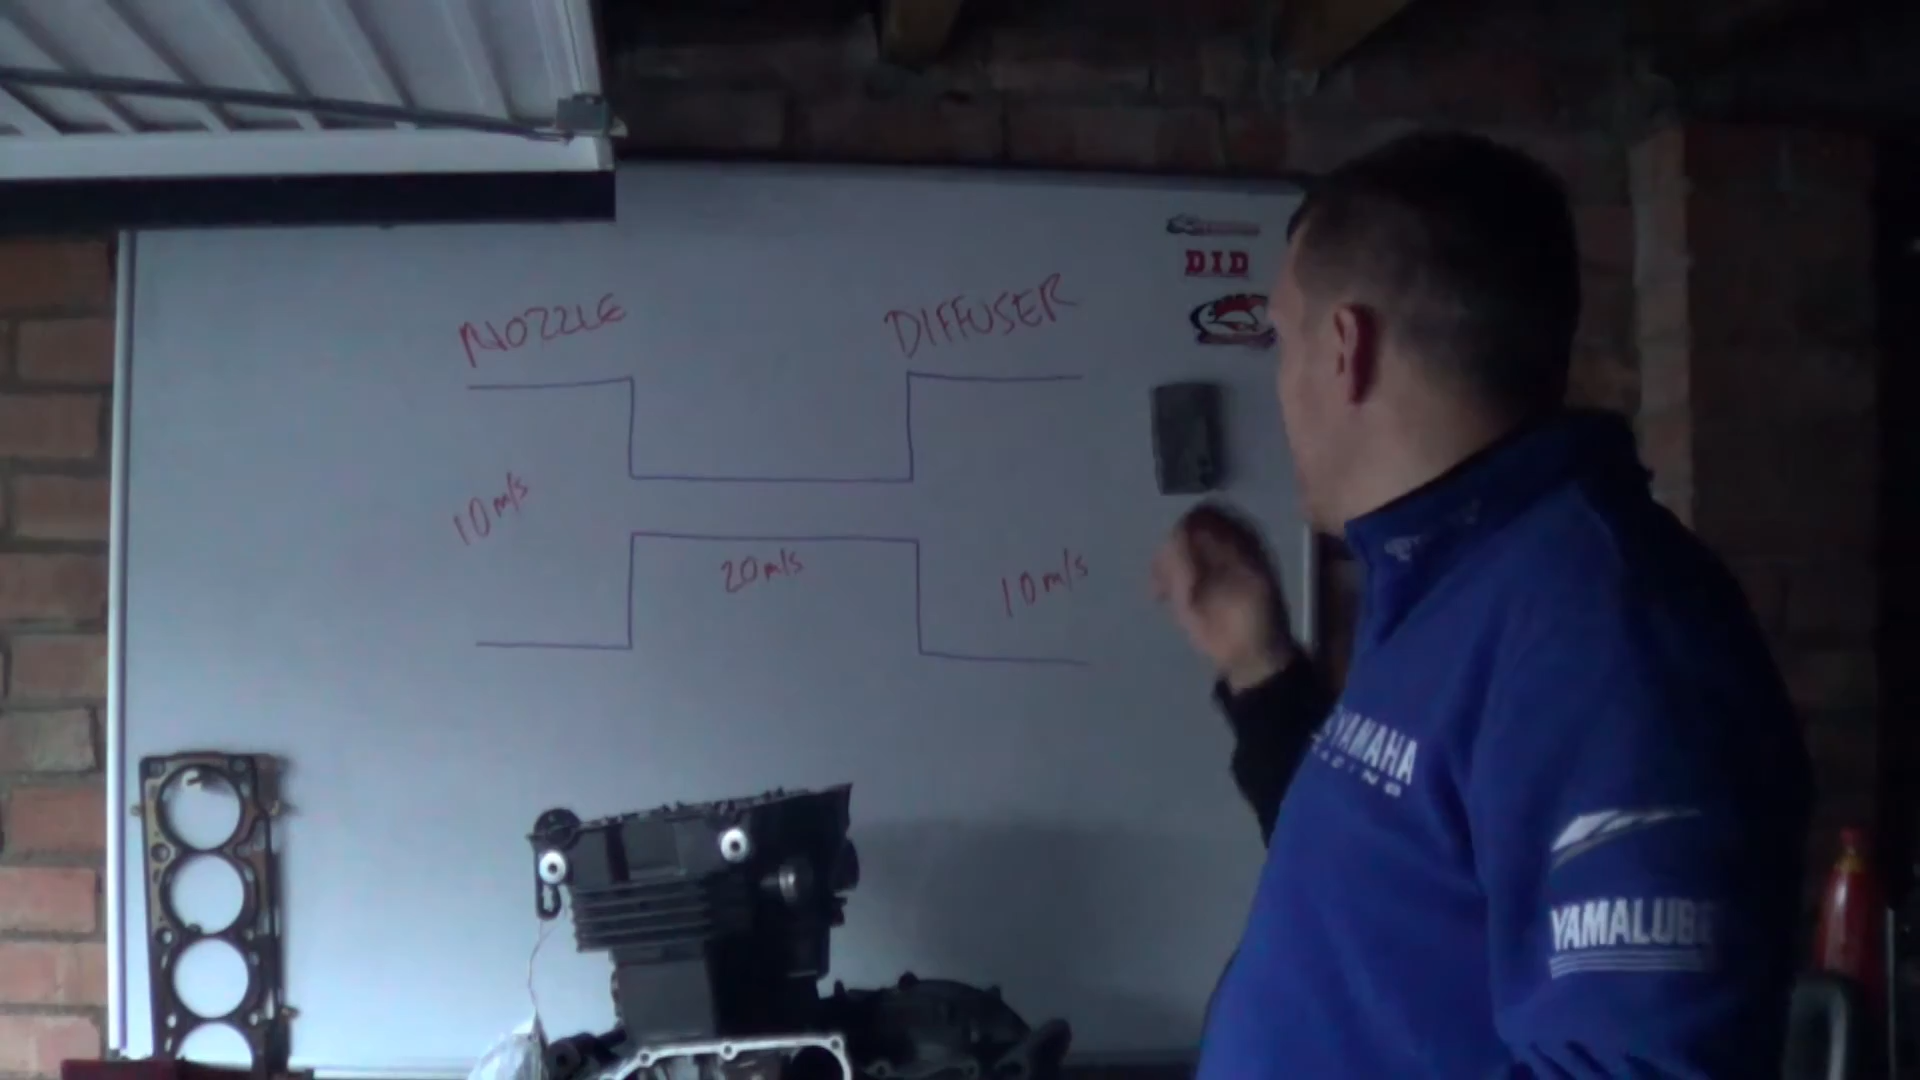 NOZZLE
DIFFUSER
DID
10 m/s
20 m/s
10 m/s
YAMAHA
RACING
YAMALUBE